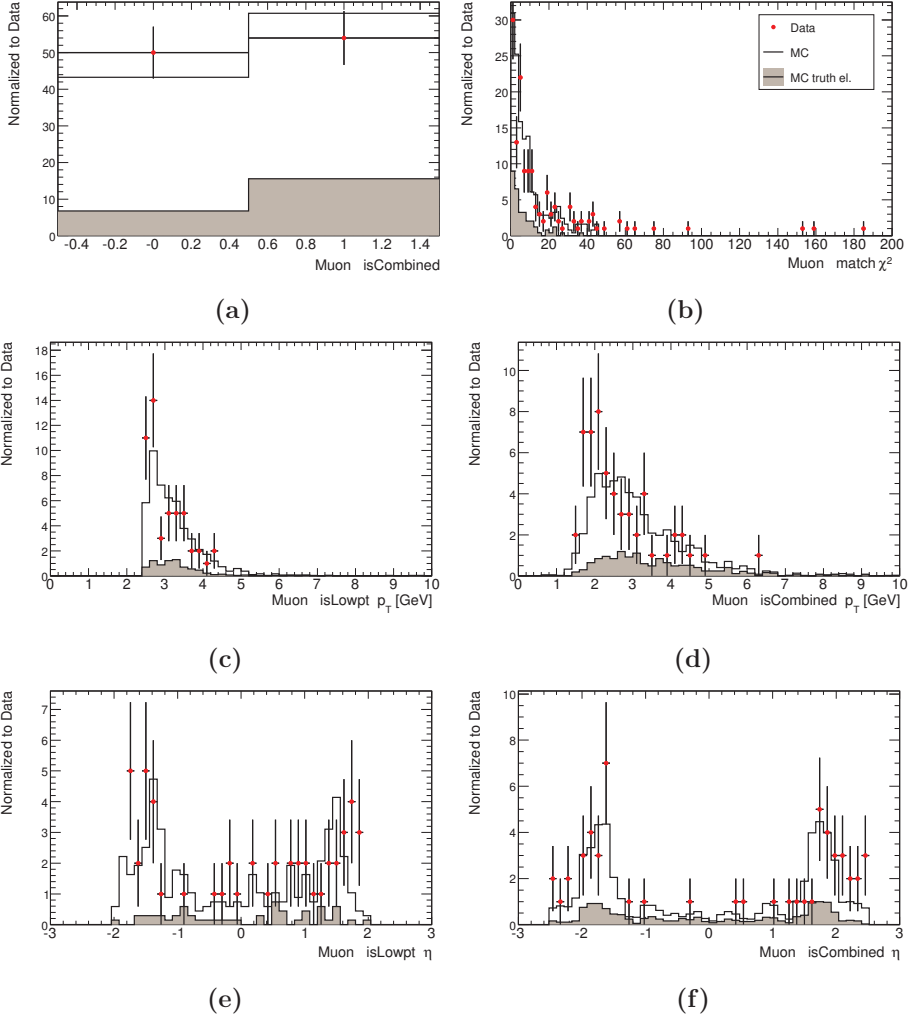 Normalized to Data
60
50
40
30
20
10
0
-0.4 -0.2 -0 0.2 0.4 0.6 0.8 1 1.2 1.4
Muon isCombined
(a)
Normalized to Data
30
25
20
15
10
5
0
Data
MC
MC truth el.
0 20 40 60 80 100 120 140 160 180 200
Muon match χ²
(b)
Normalized to Data
18
16
14
12
10
8
6
4
2
0
0 1 2 3 4 5 6 7 8 9 10
Muon isLowpt p_T [GeV]
(c)
Normalized to Data
10
8
6
4
2
0
0 1 2 3 4 5 6 7 8 9 10
Muon isCombined p_T [GeV]
(d)
Normalized to Data
7
6
5
4
3
2
1
0
-3 -2 -1 0 1 2 3
Muon isLowpt η
(e)
Normalized to Data
10
8
6
4
2
0
-3 -2 -1 0 1 2 3
Muon isCombined η
(f)